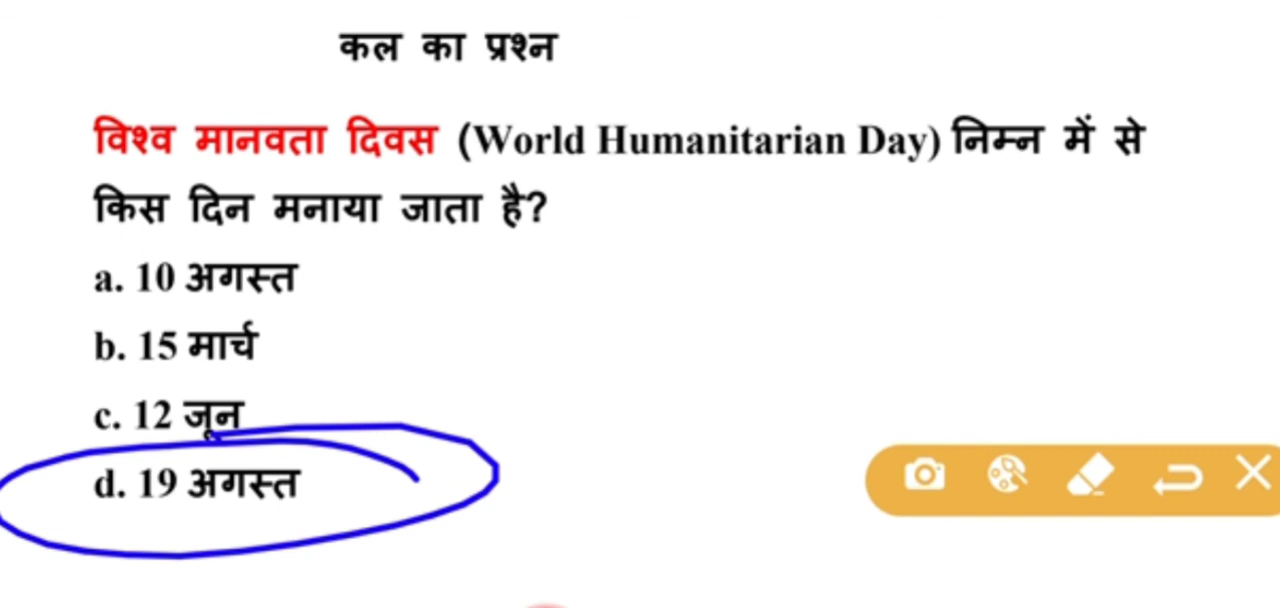 कल का प्रश्न
विश्व मानवता दिवस (World Humanitarian Day) निम्न में से
किस दिन मनाया जाता है?
a. 10 अगस्त
b. 15 मार्च
c. 12 जून
d. 19 अगस्त